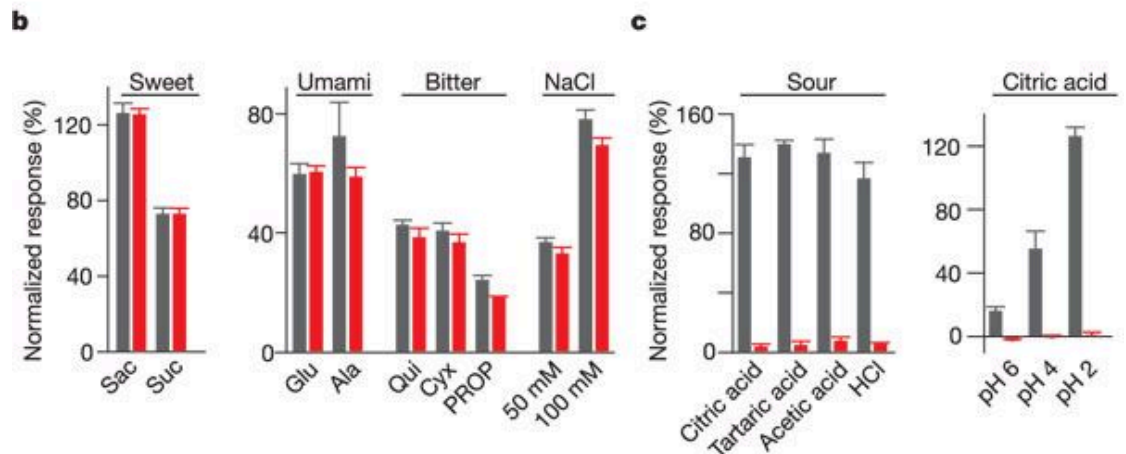 b
Sweet
Normalized response (%)
120
80
40
0
Sac
Suc
Umami
Bitter
NaCl
80
40
0
Glu
Ala
Qui
Cyx
PROP
50 mM
100 mM
c
Sour
Normalized response (%)
160
80
0
Citric acid
Tartaric acid
Acetic acid
HCl
Citric acid
120
80
40
0
pH 6
pH 4
pH 2